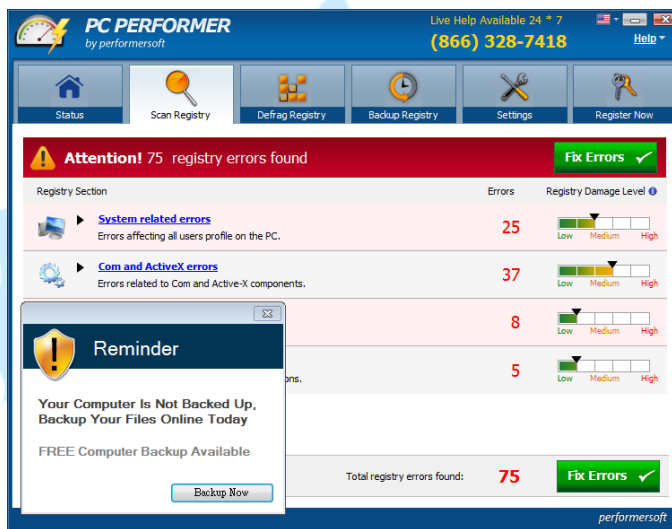 PC PERFORMER
by performersoft
Live Help Available 24 * 7
(866) 328-7418
Help
Status
Scan Registry
Defrag Registry
Backup Registry
Settings
Register Now
Attention! 75 registry errors found
Fix Errors
Registry Section
Errors
Registry Damage Level
System related errors
Errors affecting all users profile on the PC.
25
Low Medium High
Com and ActiveX errors
Errors related to Com and Active-X components.
37
Low Medium High
8
Low Medium High
5
Low Medium High
Reminder
Your Computer Is Not Backed Up,
Backup Your Files Online Today
FREE Computer Backup Available
Backup Now
Total registry errors found:
75
Fix Errors
performersoft